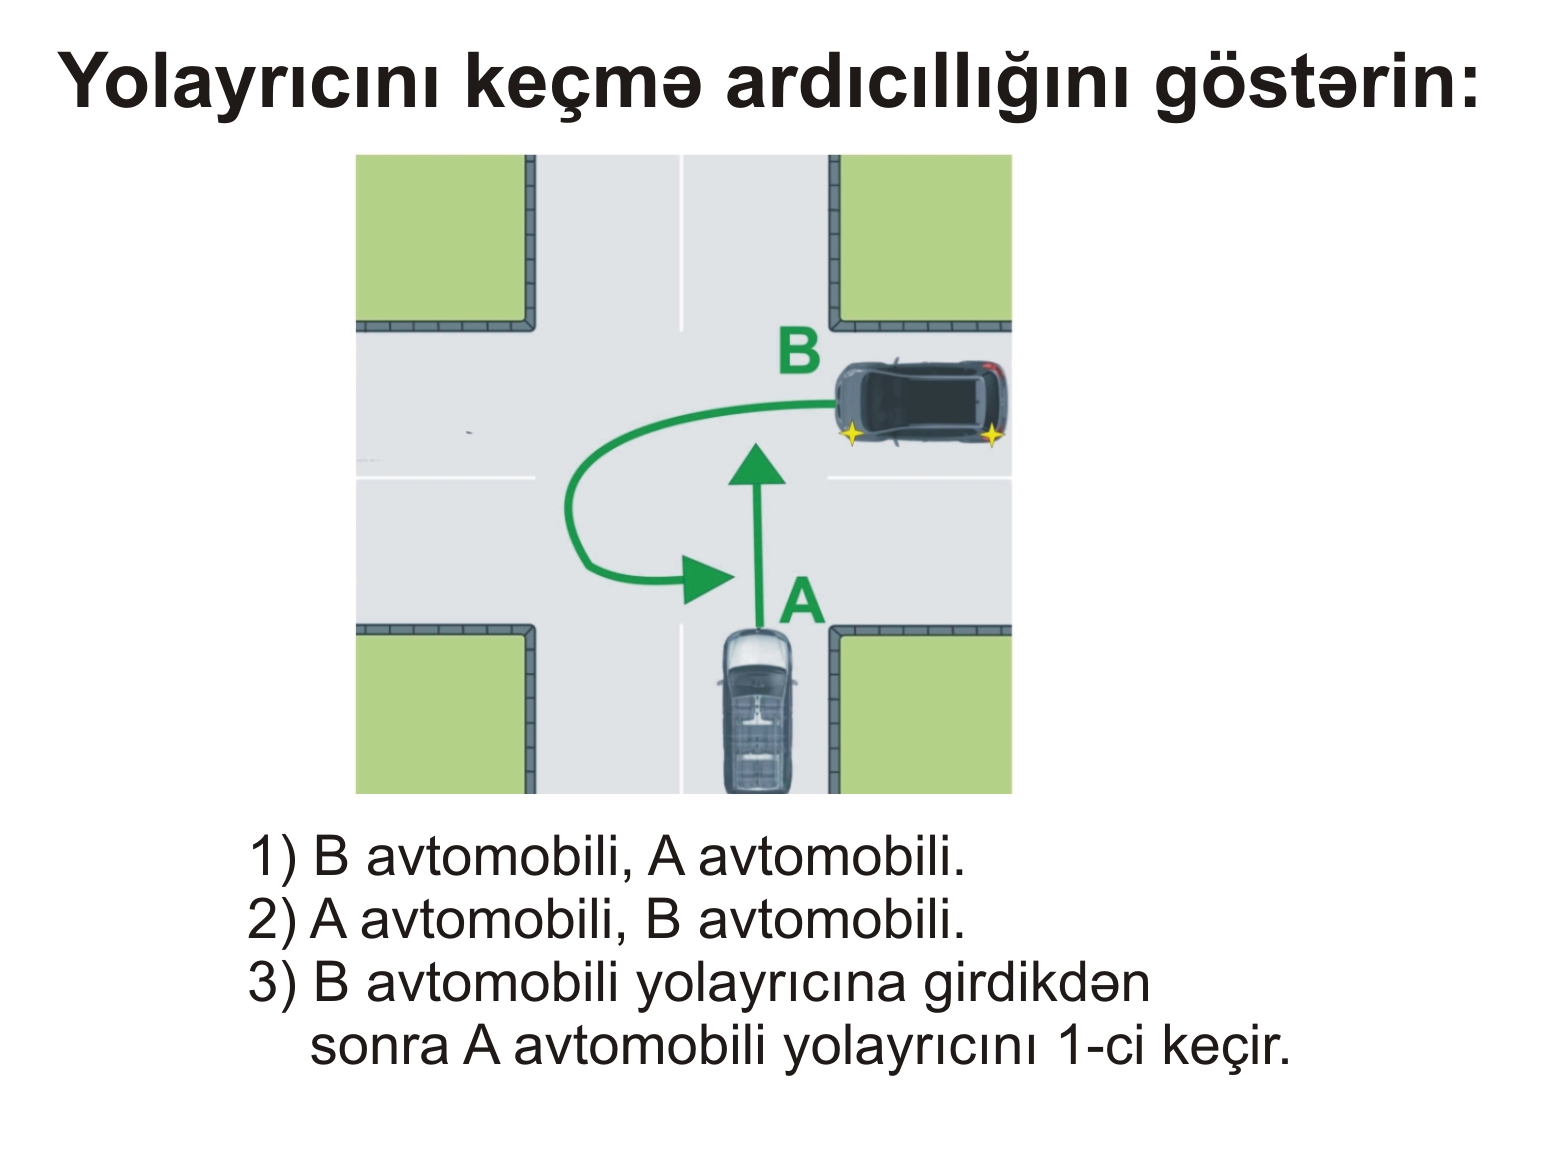 Yolayrıcını keçmə ardıcıllığını göstərin:
B
A
1) B avtomobili, A avtomobili.
2) A avtomobili, B avtomobili.
3) B avtomobili yolayrıcına girdikdən
sonra A avtomobili yolayrıcını 1-ci keçir.